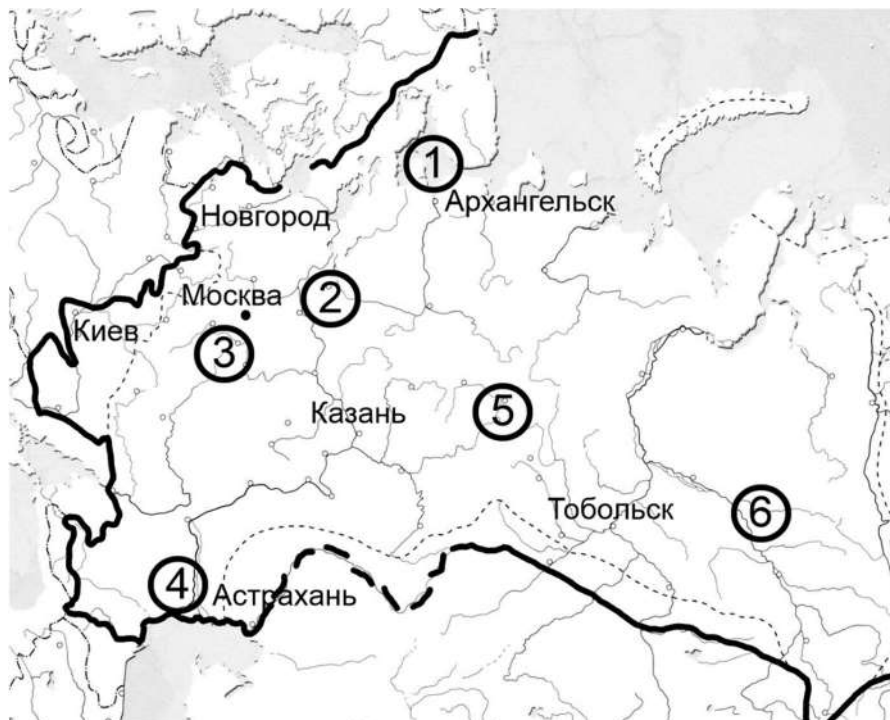 1
Архангельск
Новгород
Москва
2
Киев
3
Казань
5
Тобольск
6
4
Астрахань